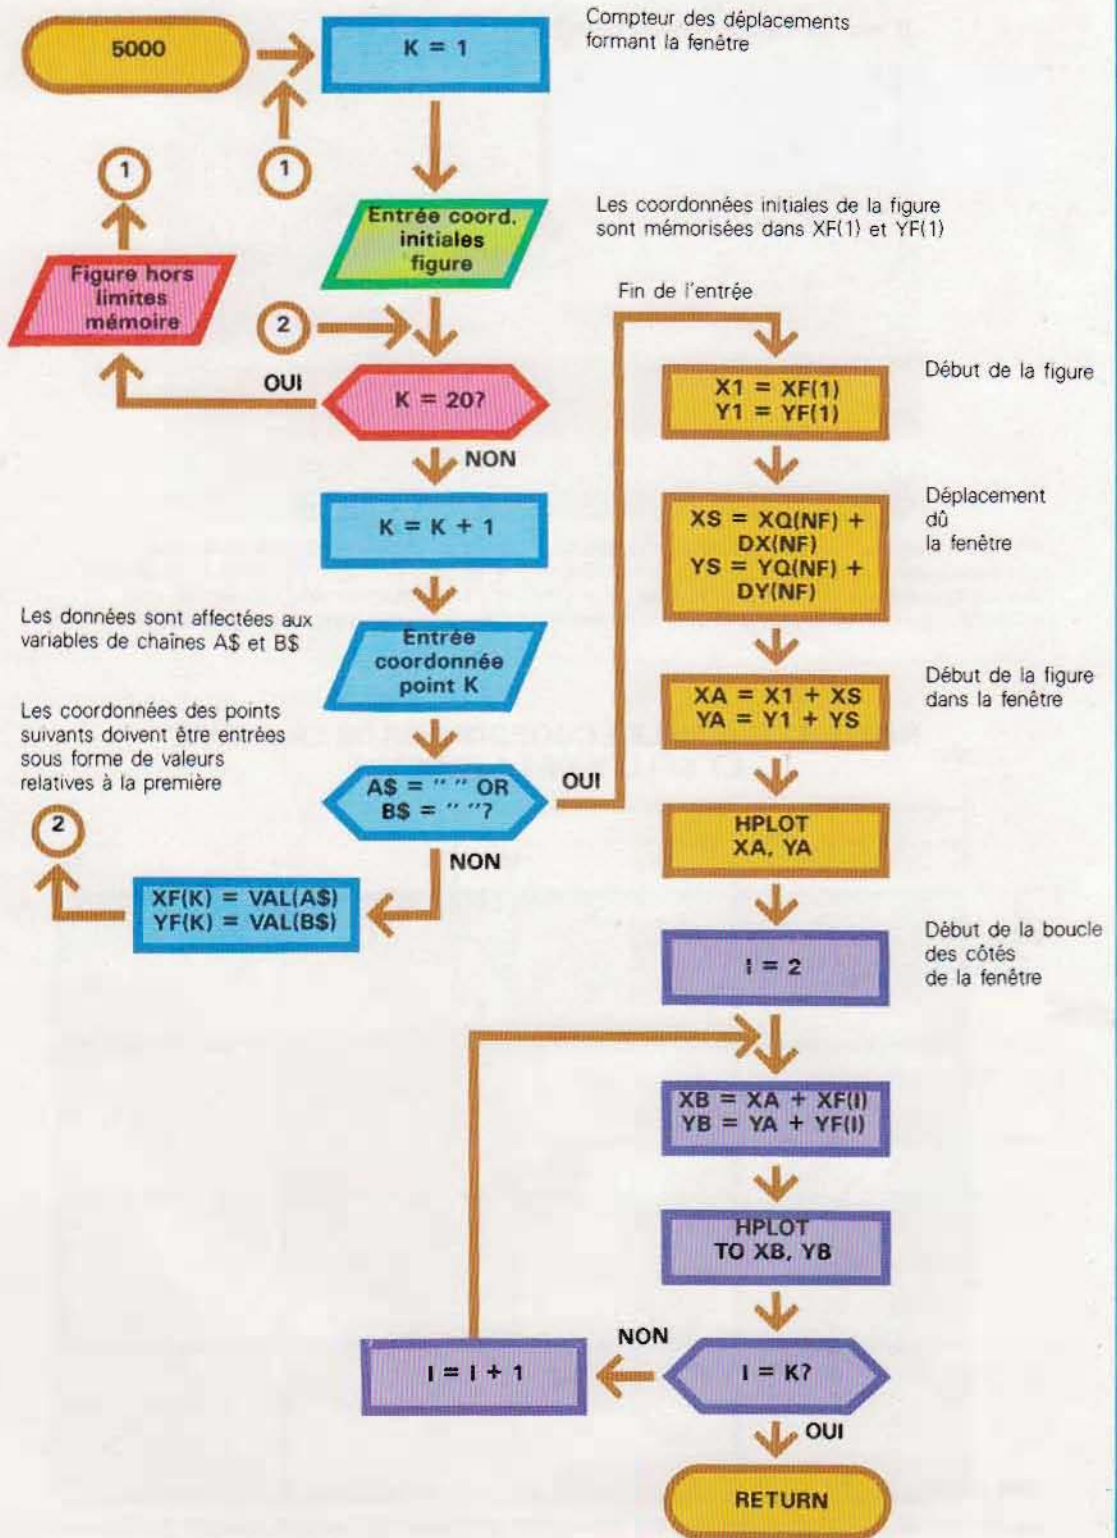 5000
K = 1
Compteur des déplacements
formant la fenêtre
1
1
Entrée coord.
initiales
figure
Les coordonnées initiales de la figure
sont mémorisées dans XF(1) et YF(1)
Figure hors
limites
mémoire
2
OUI
K = 20?
NON
K = K + 1
Les données sont affectées aux
variables de chaînes A$ et B$
Entrée
coordonnée
point K
Les coordonnées des points
suivants doivent être entrées
sous forme de valeurs
relatives à la première
A$ = " " OR
B$ = " "?
OUI
NON
2
XF(K) = VAL(A$)
YF(K) = VAL(B$)
Fin de l'entrée
X1 = XF(1)
Y1 = YF(1)
Début de la figure
XS = XQ(NF) +
DX(NF)
YS = YQ(NF) +
DY(NF)
Déplacement
dû
la fenêtre
XA = X1 + XS
YA = Y1 + YS
Début de la figure
dans la fenêtre
HPLOT
XA, YA
I = 2
Début de la boucle
des côtés
de la fenêtre
XB = XA + XF(I)
YB = YA + YF(I)
HPLOT
TO XB, YB
NON
I = I + 1
I = K?
OUI
RETURN